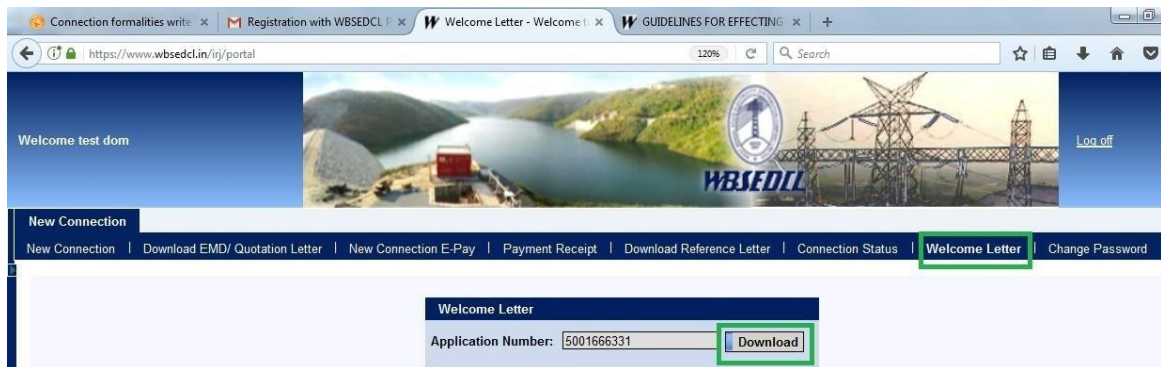 Connection formalities write
Registration with WBSEDCL P
Welcome Letter - Welcome t
GUIDELINES FOR EFFECTING
https://www.wbsedcl.in/irj/portal
120%
Search
Welcome test dom
WBSEDCL
Log off
New Connection
New Connection | Download EMD/ Quotation Letter | New Connection E-Pay | Payment Receipt | Download Reference Letter | Connection Status | Welcome Letter | Change Password
Welcome Letter
Application Number: 5001666331 Download